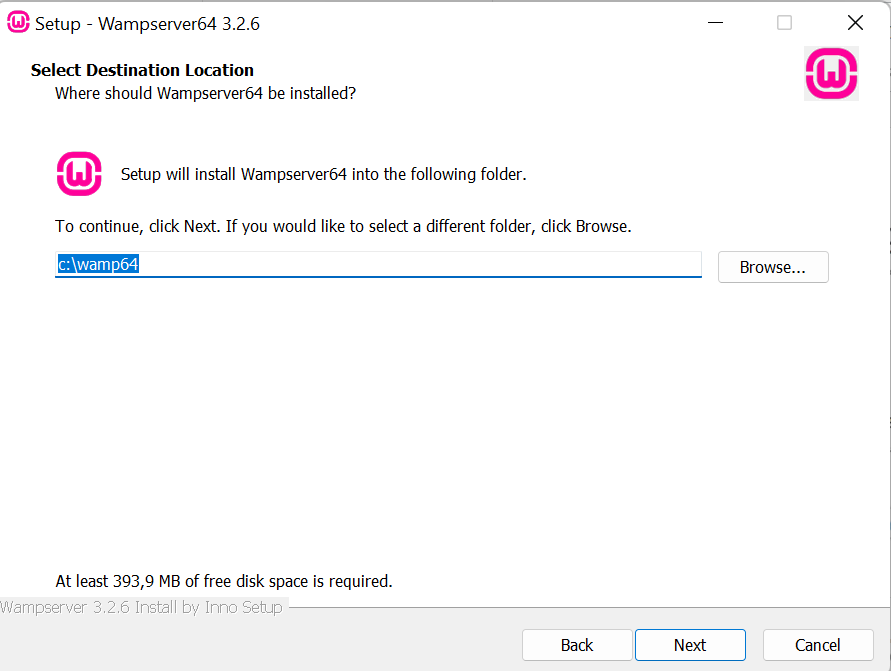 Setup - Wampserver64 3.2.6
Select Destination Location
Where should Wampserver64 be installed?
Setup will install Wampserver64 into the following folder.
To continue, click Next. If you would like to select a different folder, click Browse.
c:\wamp64
Browse...
At least 393,9 MB of free disk space is required.
Wampserver 3.2.6 Install by Inno Setup
Back Next Cancel